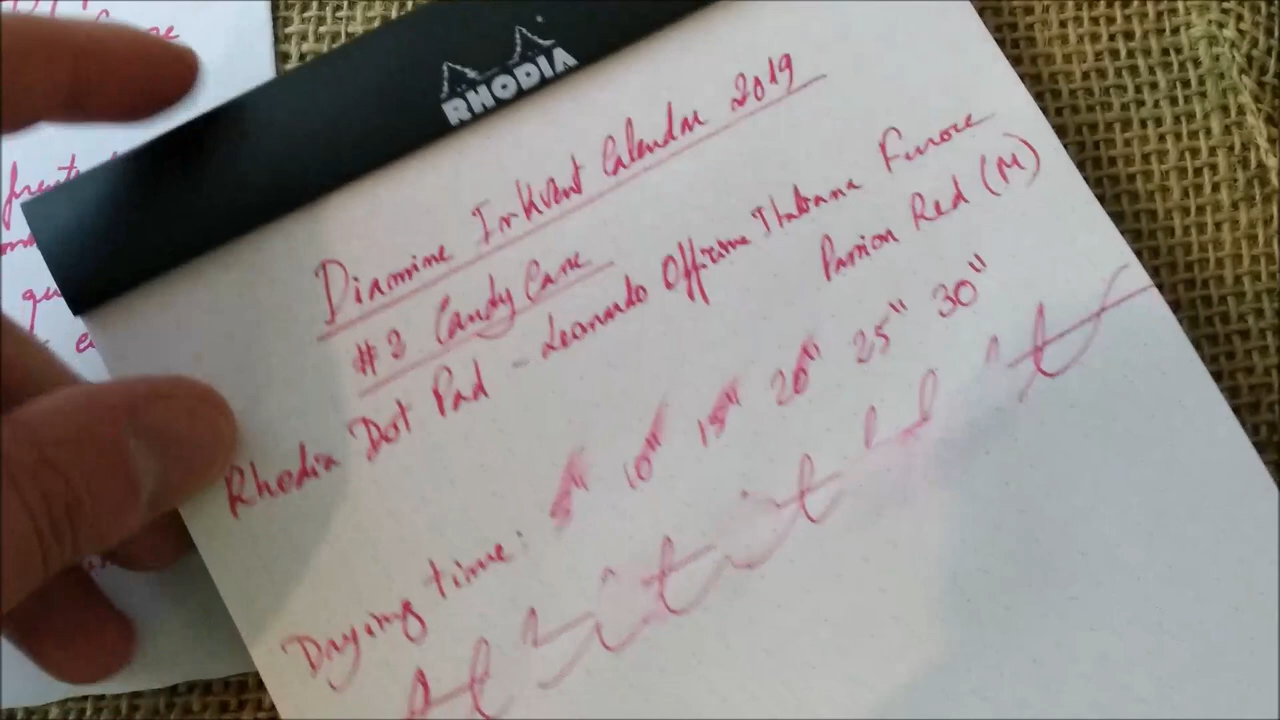 RHODIA
Diamine InkVent Calendar 2019
#2 Candy Cane
Rhodia Dot Pad - Leonardo Officina Italiana Furore
Passion Red (M)
Drying time: 5" 10" 15" 20" 25" 30"